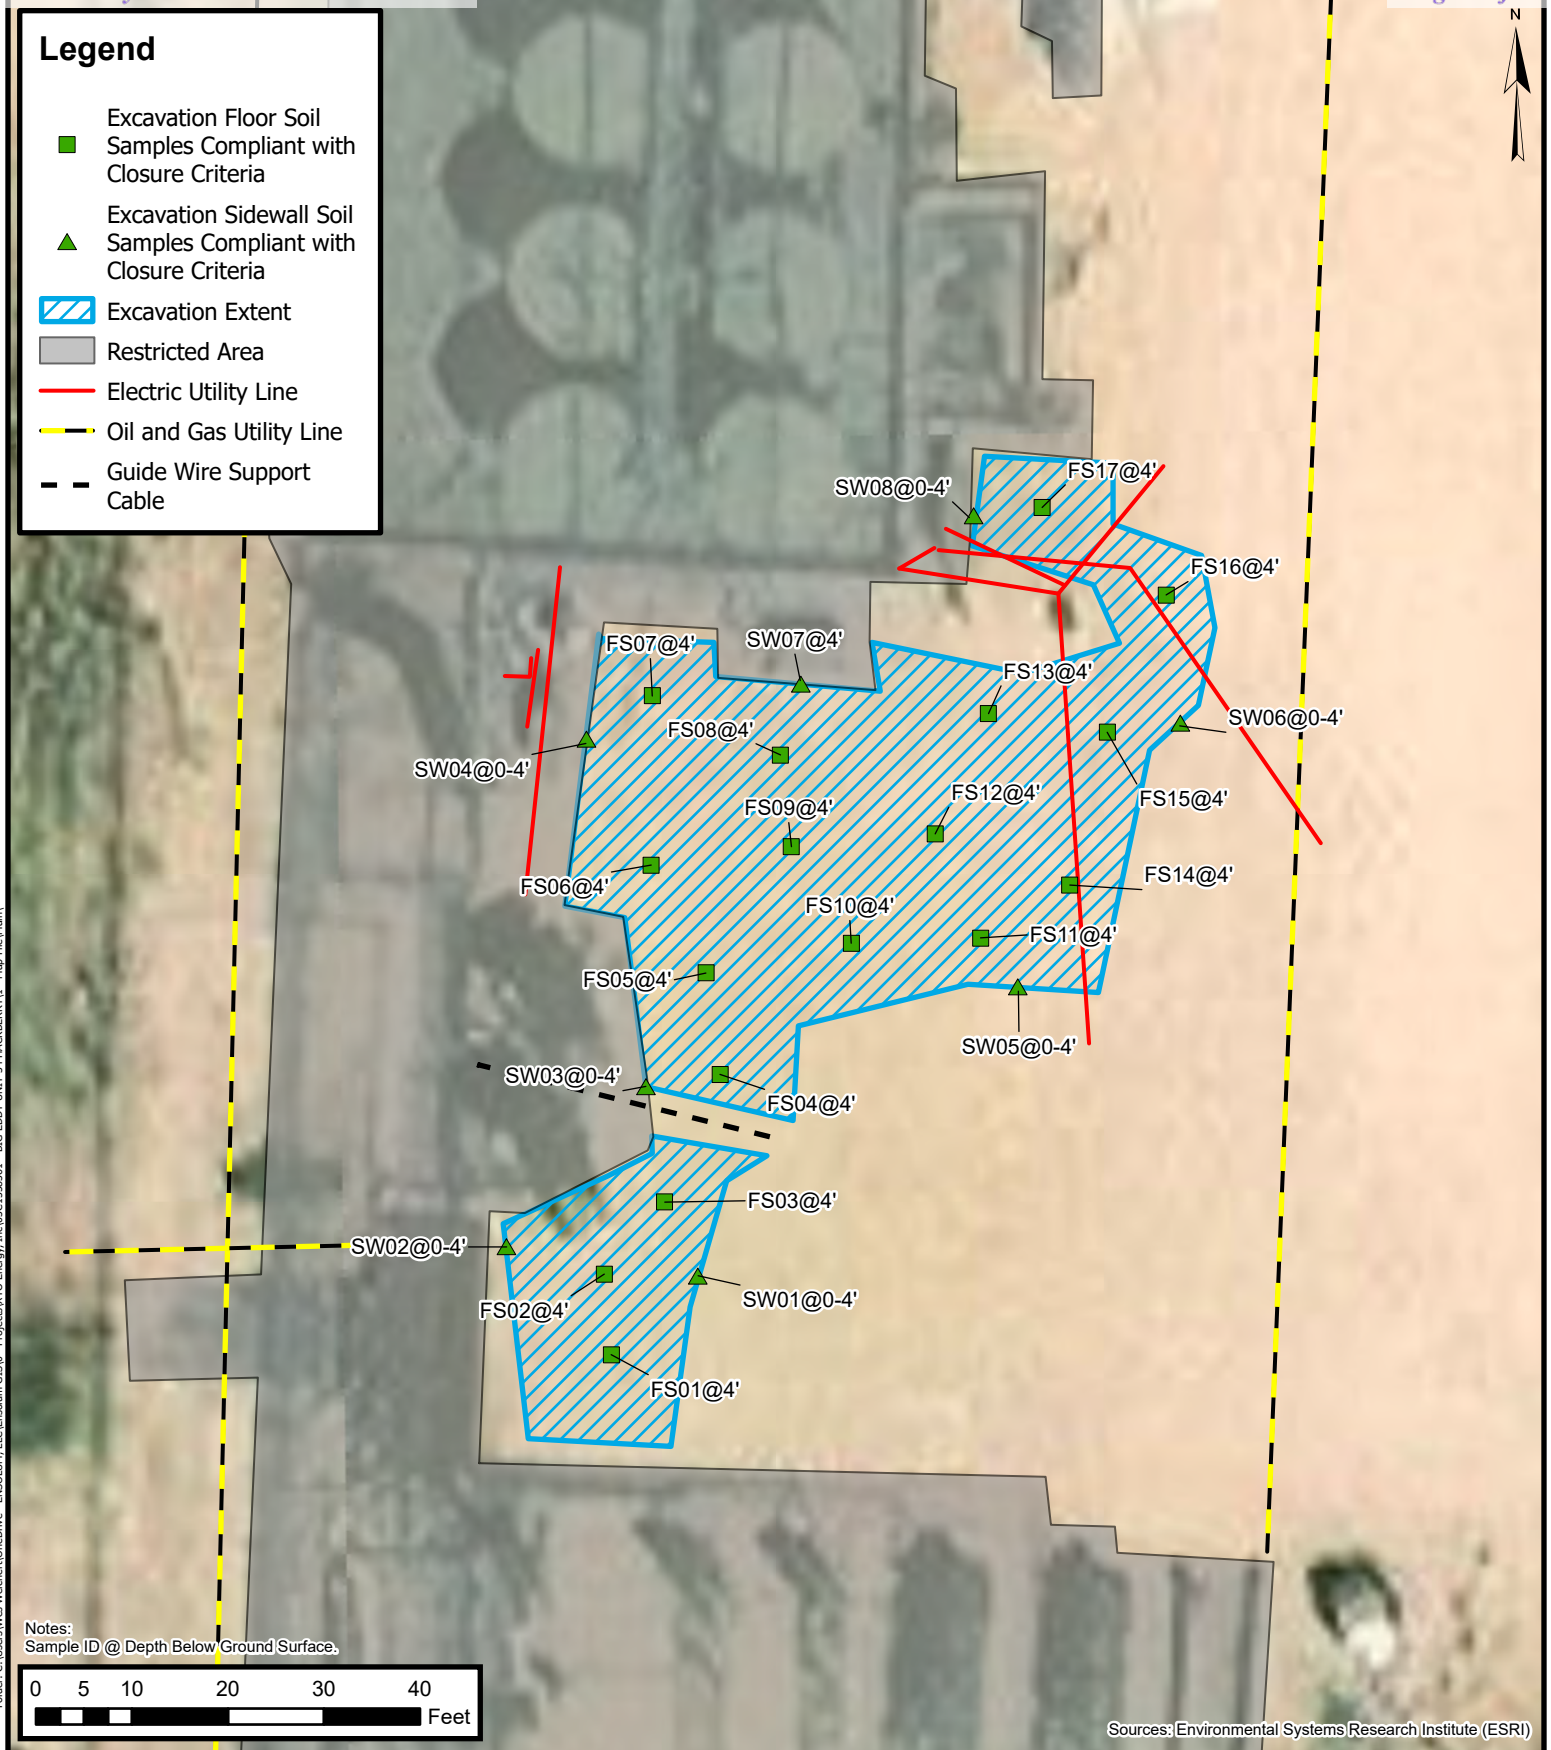 Legend
Excavation Floor Soil
Samples Compliant with
Closure Criteria
Excavation Sidewall Soil
Samples Compliant with
Closure Criteria
Excavation Extent
Restricted Area
Electric Utility Line
Oil and Gas Utility Line
Guide Wire Support
Cable
N
FS17@4'
SW08@0-4'
FS16@4'
FS07@4'
SW07@4'
FS13@4'
SW06@0-4'
FS08@4'
SW04@0-4'
FS15@4'
FS12@4'
FS09@4'
FS14@4'
FS06@4'
FS10@4'
FS11@4'
FS05@4'
SW05@0-4'
SW03@0-4'
FS04@4'
FS03@4'
SW02@0-4'
SW01@0-4'
FS02@4'
FS01@4'
Notes:
Sample ID @ Depth Below Ground Surface.
0 5 10 20 30 40
Feet
Sources: Environmental Systems Research Institute (ESRI)